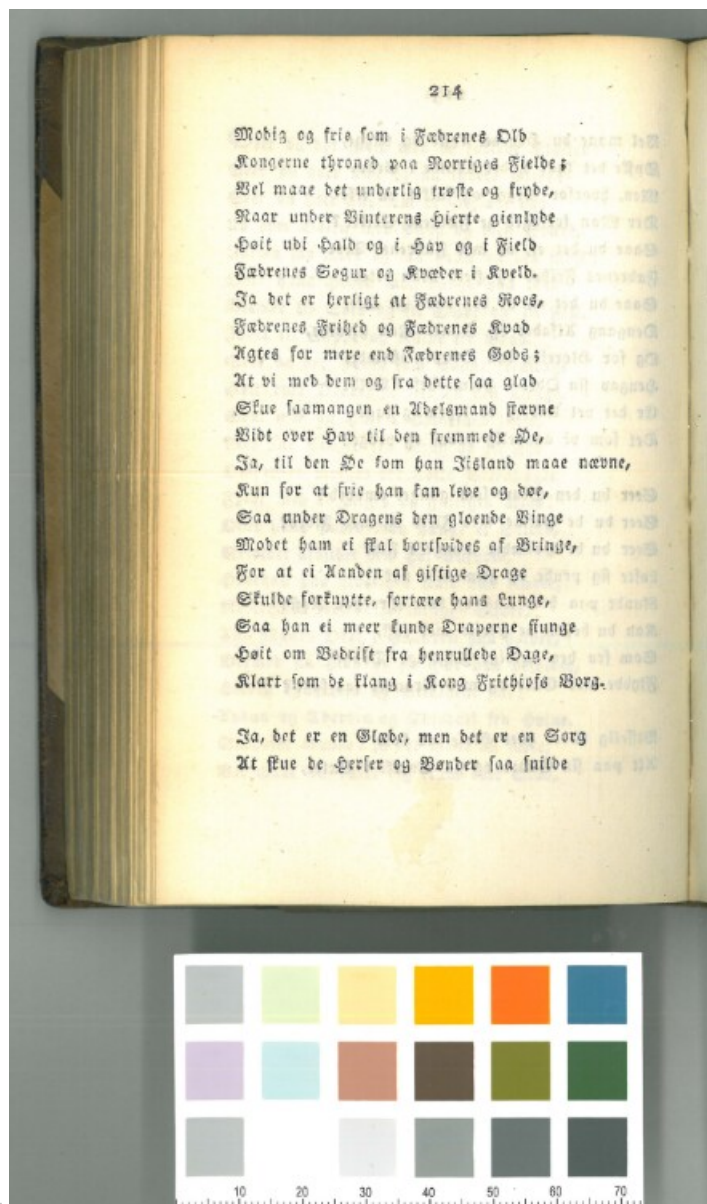 214
Modig og frie som i Fædrenes Old
Kongerne throned paa Norriges Fielde;
Vel maae det underlig trøste og fryde,
Naar under Vinterens Hierte gienlyde
Høit udi Hald og i Hav og i Field
Fædrenes Sogur og Kvæder i Kveld.
Ja det er herligt at Fædrenes Roes,
Fædrenes Frihed og Fædrenes Kvad
Agtes for mere end Fædrenes Gods;
At vi med dem og fra dette saa glad
Skue saamangen en Adelsmand stævne
Vidt over Hav til den fremmede Øe,
Ja, til den Øe som han Jisland maae nævne,
Kun for at frie han kan leve og døe,
Saa under Dragens den gloende Vinge
Modet ham ei skal bortsvides af Bringe,
For at ei Aanden af giftige Drage
Skulde forknytte, fortære hans Lunge,
Saa han ei meer kunde Draperne siunge
Høit om Bedrift fra henrullede Dage,
Klart som de klang i Kong Frithiofs Borg.
Ja, det er en Glæde, men det er en Sorg
At skue de Herser og Bønder saa snilde
10 20 30 40 50 60 70